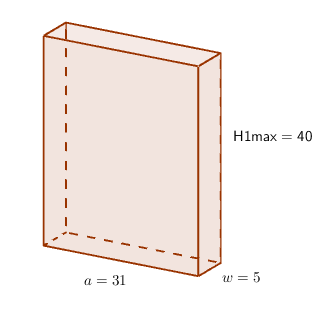 H1max = 40
a = 31
w = 5